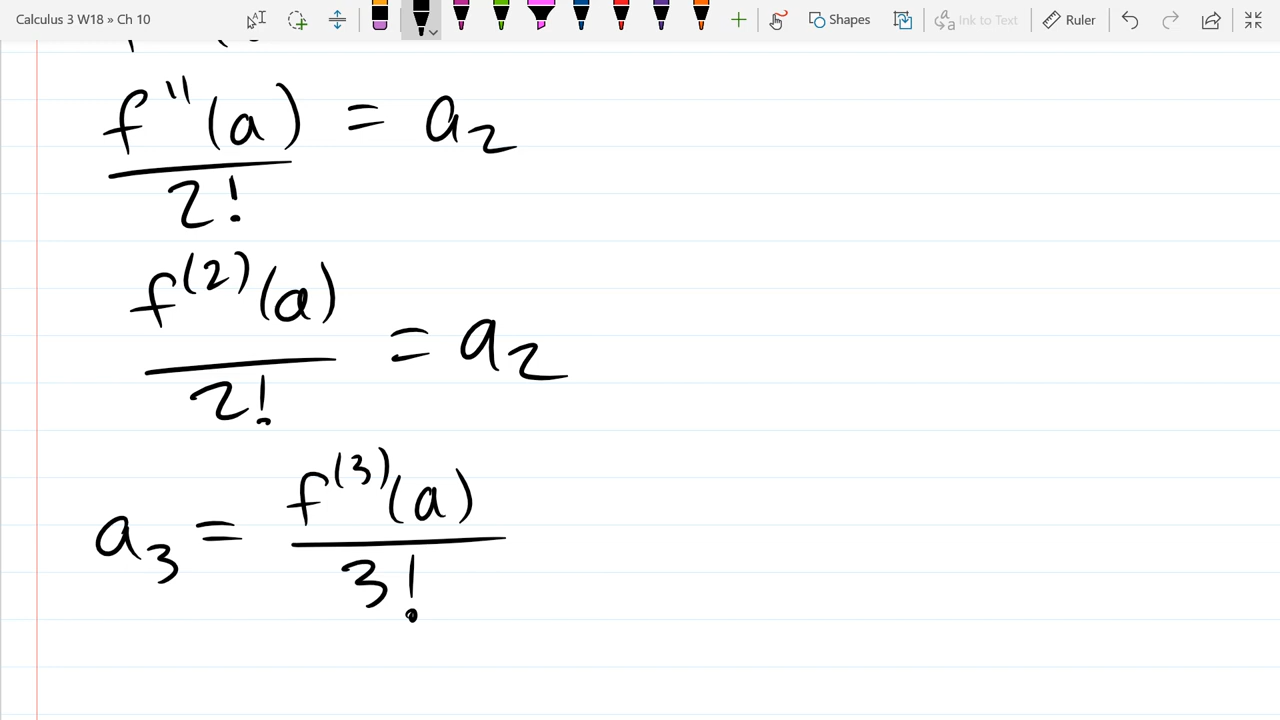 Calculus 3 W18 » Ch 10
Shapes
Ink to Text
Ruler
f''(a) = a₂
2!
f⁽²⁾(a)
= a₂
2!
a₃ = f⁽³⁾(a)
3!